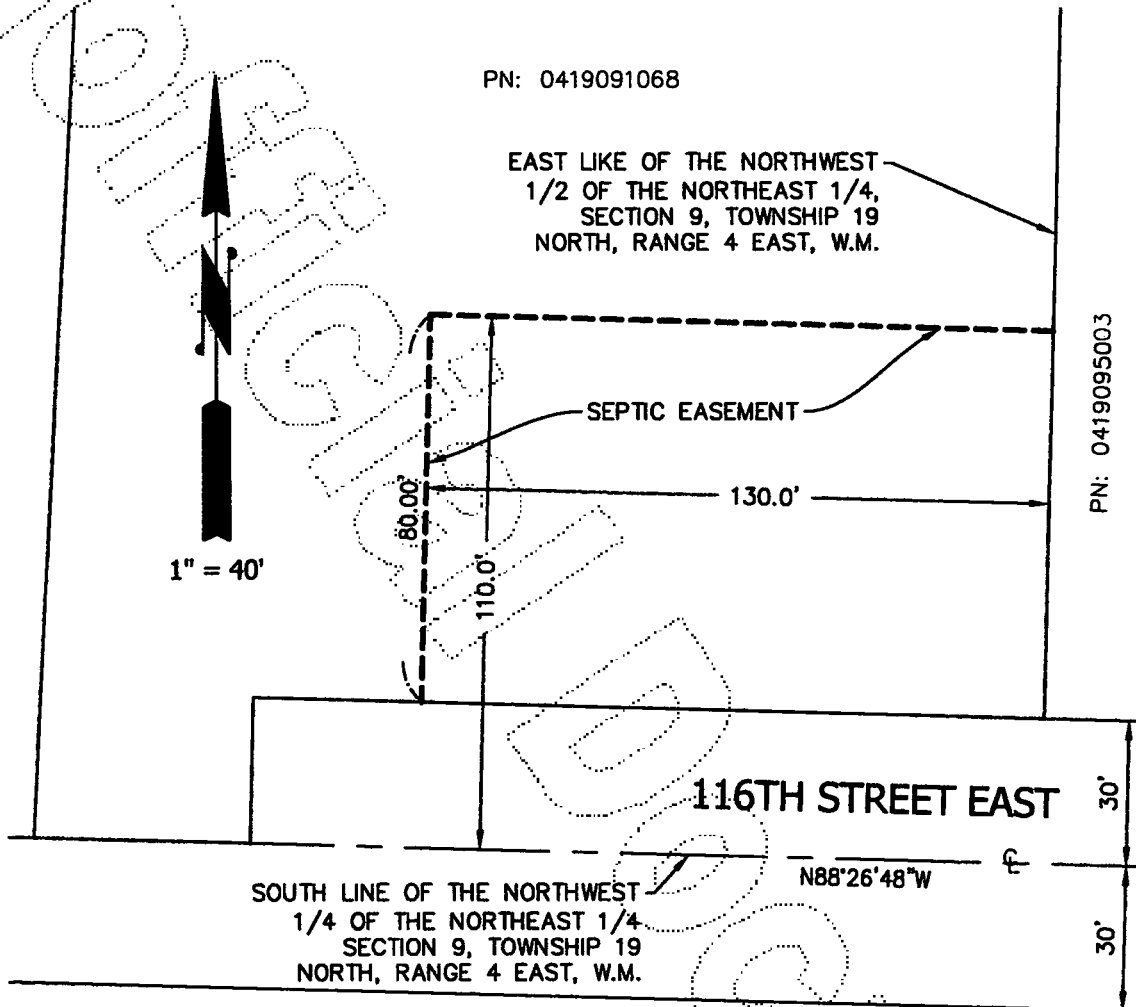 PN: 0419091068
EAST LIKE OF THE NORTHWEST
1/2 OF THE NORTHEAST 1/4,
SECTION 9, TOWNSHIP 19
NORTH, RANGE 4 EAST, W.M.
N
PN: 0419095003
SEPTIC EASEMENT
130.0'
80.00'
110.0'
1" = 40'
116TH STREET EAST
30'
N88°26'48"W
SOUTH LINE OF THE NORTHWEST
1/4 OF THE NORTHEAST 1/4
SECTION 9, TOWNSHIP 19
NORTH, RANGE 4 EAST, W.M.
30'